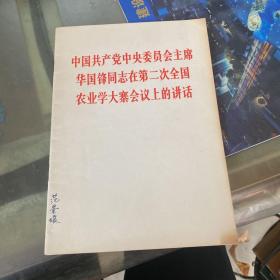 中国共产党中央委员会主席
华国锋同志在第二次全国
农业学大寨会议上的讲话